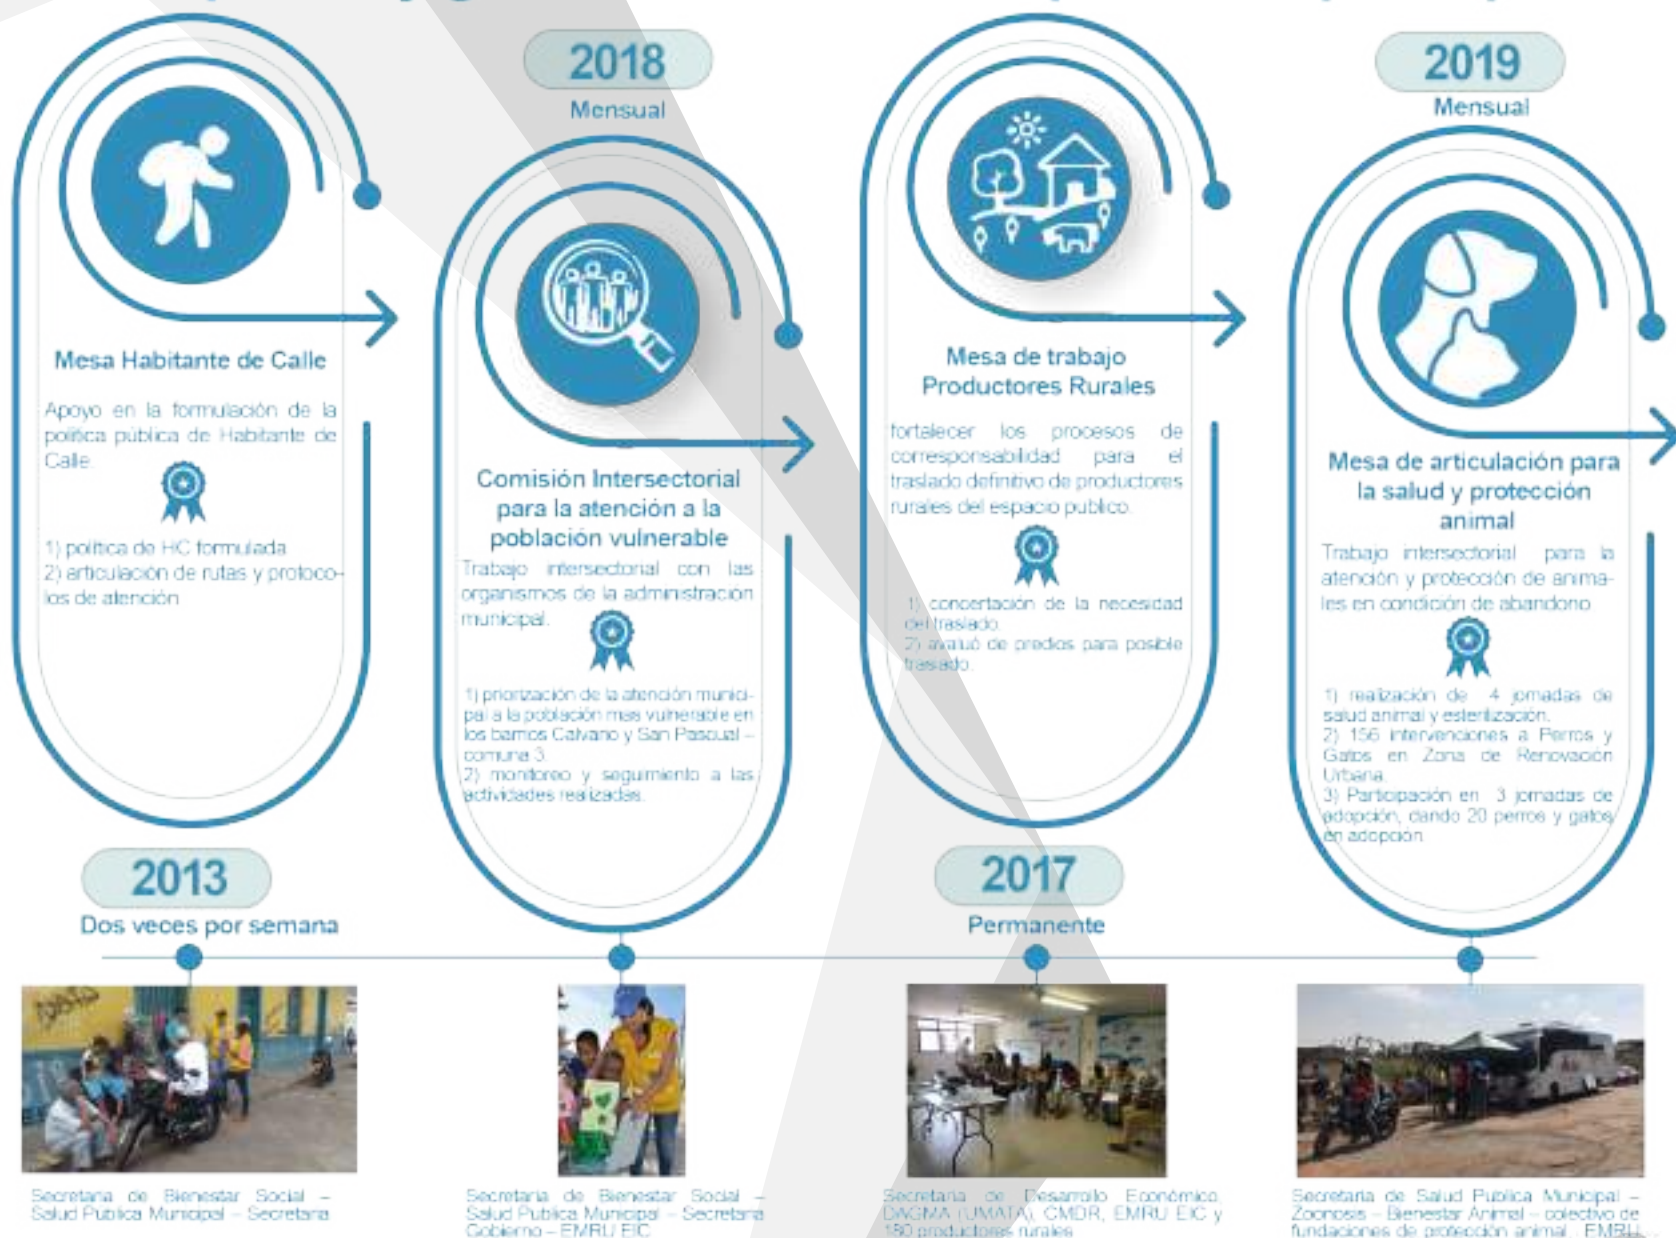 Mesa Habitante de Calle
Apoyo en la formulación de la
política pública de Habitante de
Calle.
1) política de HC formulada
2) articulación de rutas y protoco-
los de atención
2013
Dos veces por semana
Secretaria de Bienestar Social –
Salud Publica Municipal – Secretaria
2018
Mensual
Comisión Intersectorial
para la atención a la
población vulnerable
Trabajo intersectorial con las
organismos de la administración
municipal.
1) priorización de la atención munici-
pal a la población mas vulnerable en
los barrios Calvario y San Pascual –
comuna 3.
2) monitoreo y seguimiento a las
actividades realizadas.
Secretaria de Bienestar Social –
Salud Publica Municipal – Secretaria
Gobierno – EMRU EIC
Mesa de trabajo
Productores Rurales
fortalecer los procesos de
corresponsabilidad para el
traslado definitivo de productores
rurales del espacio publico.
1) concertación de la necesidad
del traslado.
2) avaluó de predios para posible
traslado.
2017
Permanente
Secretaria de Desarrollo Económico,
DAGMA (UMATA), CMDR, EMRU EIC y
180 productores rurales
2019
Mensual
Mesa de articulación para
la salud y protección
animal
Trabajo intersectorial para la
atención y protección de anima-
les en condición de abandono
1) realización de 4 jornadas de
salud animal y esterilización.
2) 156 intervenciones a Perros y
Gatos en Zona de Renovación
Urbana.
3) Participación en 3 jornadas de
adopción, dando 20 perros y gatos
en adopción
Secretaria de Salud Publica Municipal –
Zoonosis – Bienestar Animal – colectivo de
fundaciones de protección animal. EMRU